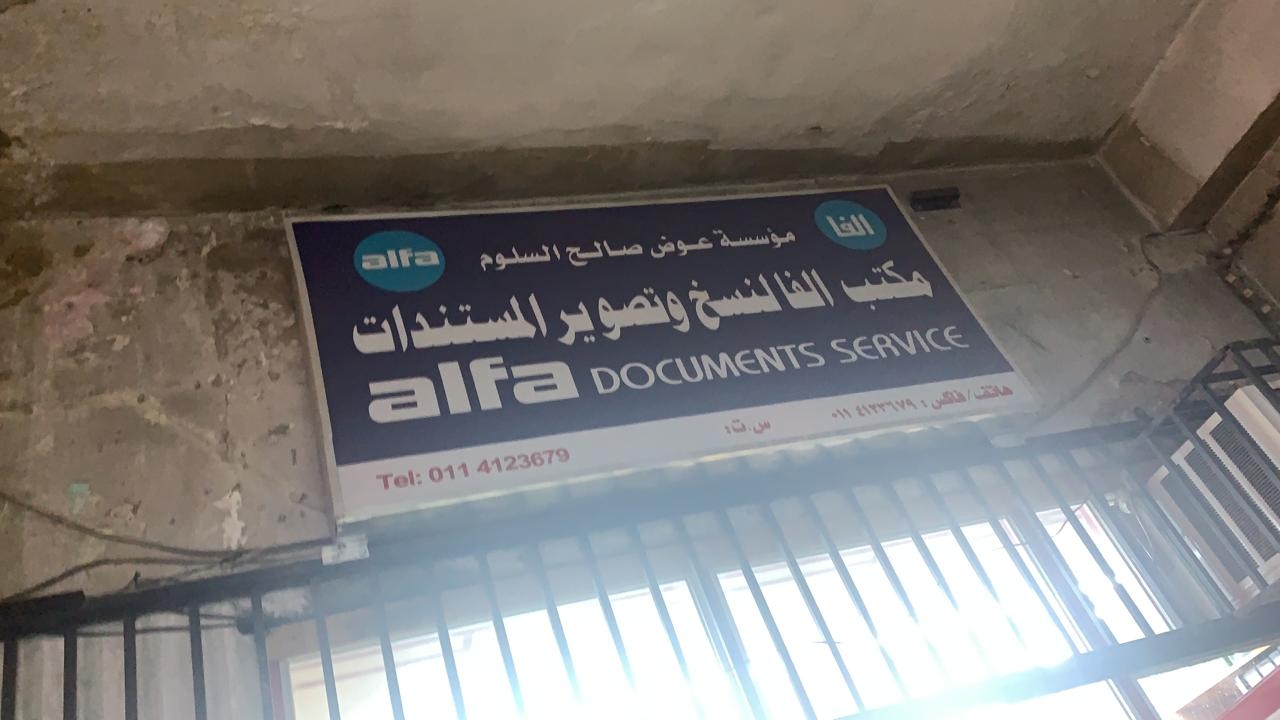 alfa
الفا
مؤسسة عوض صالح السلوم
مكتب الفا لنسخ وتصوير المستندات
alfa DOCUMENTS SERVICE
هاتف/فاكس : ٠١١ ٤١٢٣٦٧٩
س.ت:
Tel: 011 4123679